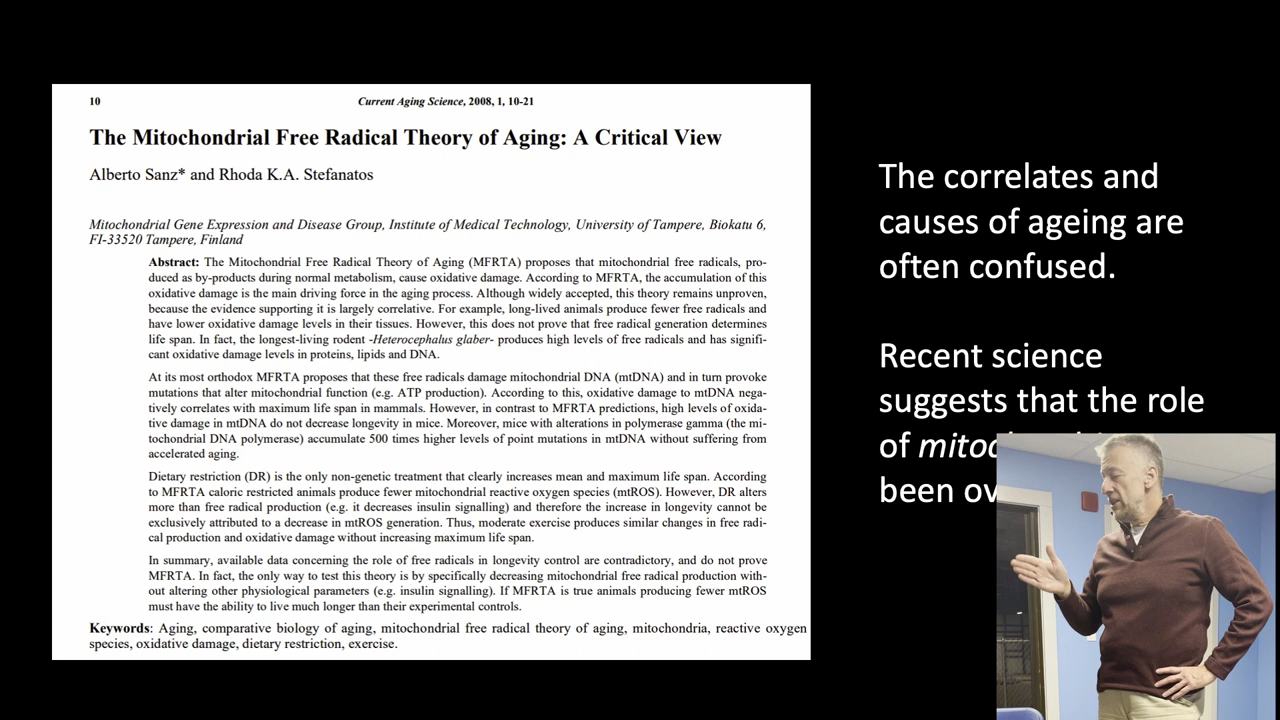 10
Current Aging Science, 2008, 1, 10-21
The Mitochondrial Free Radical Theory of Aging: A Critical View
Alberto Sanz* and Rhoda K.A. Stefanatos
Mitochondrial Gene Expression and Disease Group, Institute of Medical Technology, University of Tampere, Biokatu 6,
FI-33520 Tampere, Finland
Abstract: The Mitochondrial Free Radical Theory of Aging (MFRTA) proposes that mitochondrial free radicals, pro-
duced as by-products during normal metabolism, cause oxidative damage. According to MFRTA, the accumulation of this
oxidative damage is the main driving force in the aging process. Although widely accepted, this theory remains unproven,
because the evidence supporting it is largely correlative. For example, long-lived animals produce fewer free radicals and
have lower oxidative damage levels in their tissues. However, this does not prove that free radical generation determines
life span. In fact, the longest-living rodent -Heterocephalus glaber- produces high levels of free radicals and has signifi-
cant oxidative damage levels in proteins, lipids and DNA.
At its most orthodox MFRTA proposes that these free radicals damage mitochondrial DNA (mtDNA) and in turn provoke
mutations that alter mitochondrial function (e.g. ATP production). According to this, oxidative damage to mtDNA nega-
tively correlates with maximum life span in mammals. However, in contrast to MFRTA predictions, high levels of oxida-
tive damage in mtDNA do not decrease longevity in mice. Moreover, mice with alterations in polymerase gamma (the mi-
tochondrial DNA polymerase) accumulate 500 times higher levels of point mutations in mtDNA without suffering from
accelerated aging.
Dietary restriction (DR) is the only non-genetic treatment that clearly increases mean and maximum life span. According
to MFRTA caloric restricted animals produce fewer mitochondrial reactive oxygen species (mtROS). However, DR alters
more than free radical production (e.g. it decreases insulin signalling) and therefore the increase in longevity cannot be
exclusively attributed to a decrease in mtROS generation. Thus, moderate exercise produces similar changes in free radi-
cal production and oxidative damage without increasing maximum life span.
In summary, available data concerning the role of free radicals in longevity control are contradictory, and do not prove
MFRTA. In fact, the only way to test this theory is by specifically decreasing mitochondrial free radical production with-
out altering other physiological parameters (e.g. insulin signalling). If MFRTA is true animals producing fewer mtROS
must have the ability to live much longer than their experimental controls.
Keywords: Aging, comparative biology of aging, mitochondrial free radical theory of aging, mitochondria, reactive oxygen
species, oxidative damage, dietary restriction, exercise.
The correlates and
causes of ageing are
often confused.
Recent science
suggests that the role
of
been